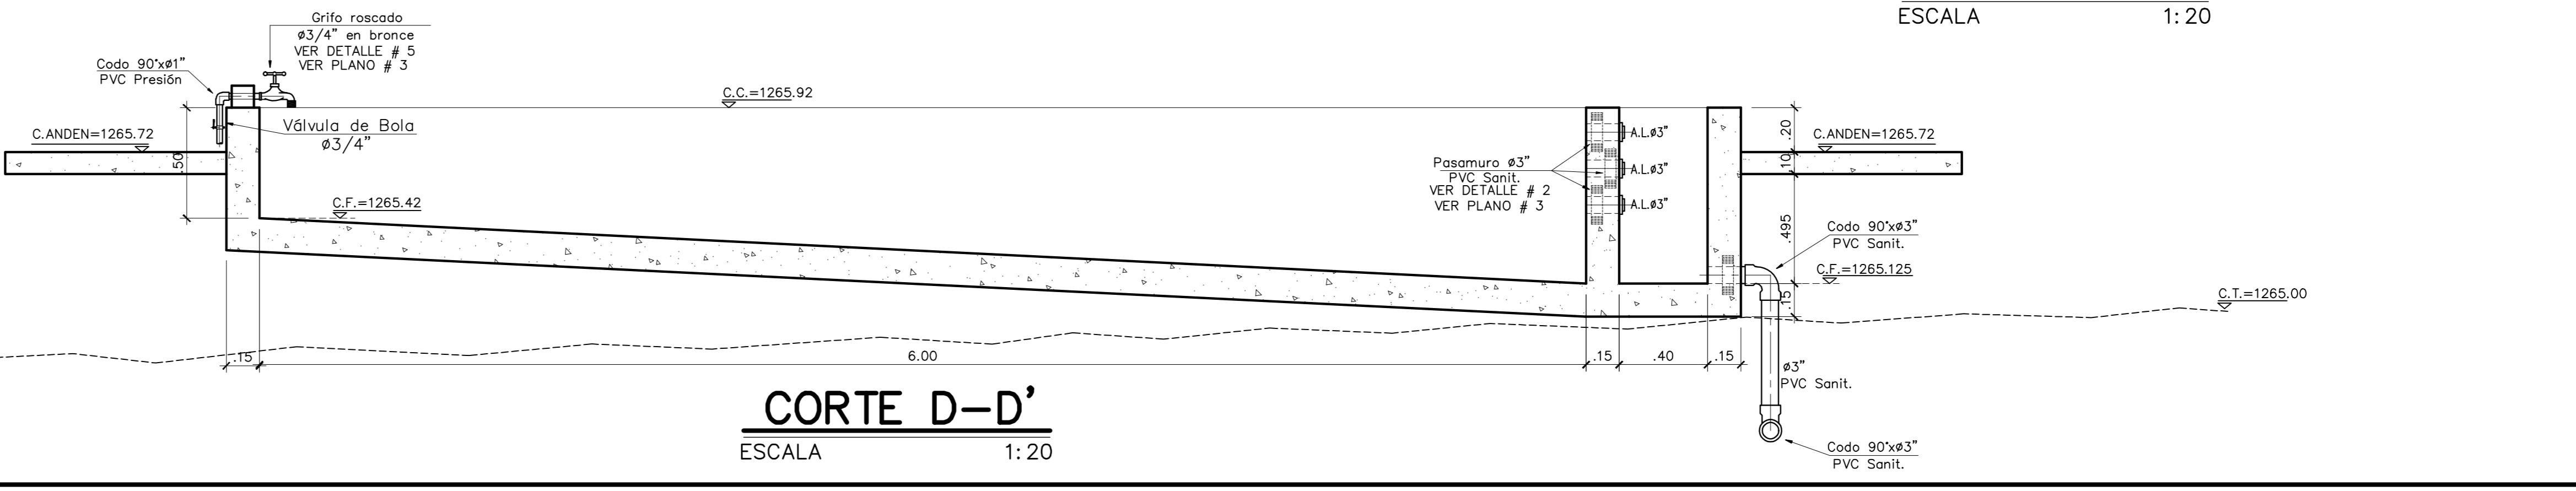 ESCALA 1:20
Grifo roscado
ø3/4" en bronce
VER DETALLE # 5
VER PLANO # 3
Codo 90°xø1"
PVC Presión
C.ANDEN=1265.72
Válvula de Bola
ø3/4"
.50
C.F.=1265.42
C.C.=1265.92
Pasamuro ø3"
PVC Sanit.
VER DETALLE # 2
VER PLANO # 3
A.L.ø3"
A.L.ø3"
A.L.ø3"
.20
.10
.495
.15
C.ANDEN=1265.72
Codo 90°xø3"
PVC Sanit.
C.F.=1265.125
C.T.=1265.00
.15
6.00
.15
.40
.15
ø3"
PVC Sanit.
Codo 90°xø3"
PVC Sanit.
CORTE D-D'
ESCALA 1:20